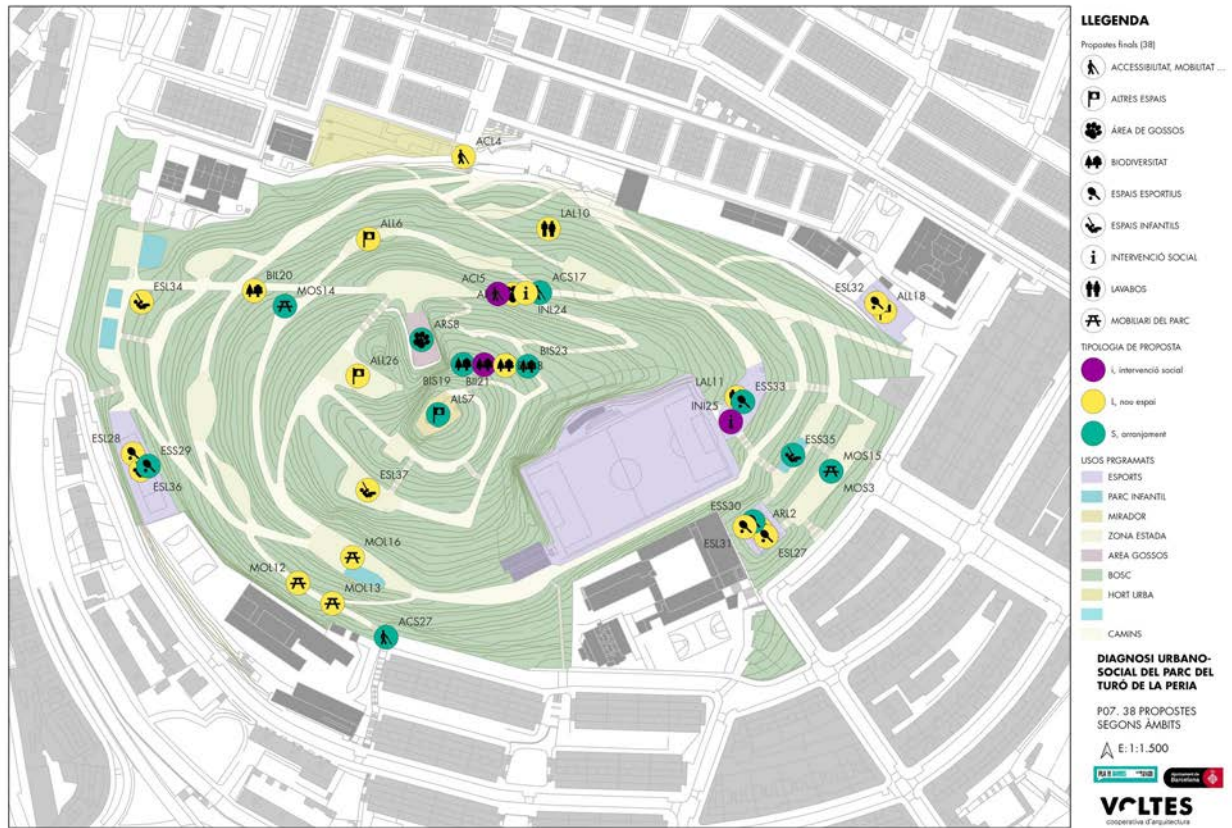 ACL4
ALL6
LAL10
BIL20
MOS14
ESL34
ACI5
ACS17
INL24
ESL32
ALL18
ARS8
ALL26
BIS19
BII21
BIS23
ALS7
LAL11
ESS33
INI25
ESL28
ESS29
ESL36
ESS35
MOS15
MOS3
ESL37
ESS30
ARL2
ESL31
ESL27
MOL16
MOL12
MOL13
ACS27
LLEGENDA
Propostes finals (38)
ACCESSIBILITAT, MOBILITAT ...
ALTRES ESPAIS
ÀREA DE GOSSOS
BIODIVERSITAT
ESPAIS ESPORTIUS
ESPAIS INFANTILS
INTERVENCIÓ SOCIAL
LAVABOS
MOBILIARI DEL PARC
TIPOLOGIA DE PROPOSTA
i, intervenció social
L, nou espai
S, arranjament
USOS PRGRAMATS
ESPORTS
PARC INFANTIL
MIRADOR
ZONA ESTADA
AREA GOSSOS
BOSC
HORT URBA
CAMINS
DIAGNOSI URBANO-
SOCIAL DEL PARC DEL
TURÓ DE LA PERIA
P07. 38 PROPOSTES
SEGONS ÀMBITS
E:1:1.500
Ajuntament de
Barcelona
VOLTES
cooperativa d'arquitectura